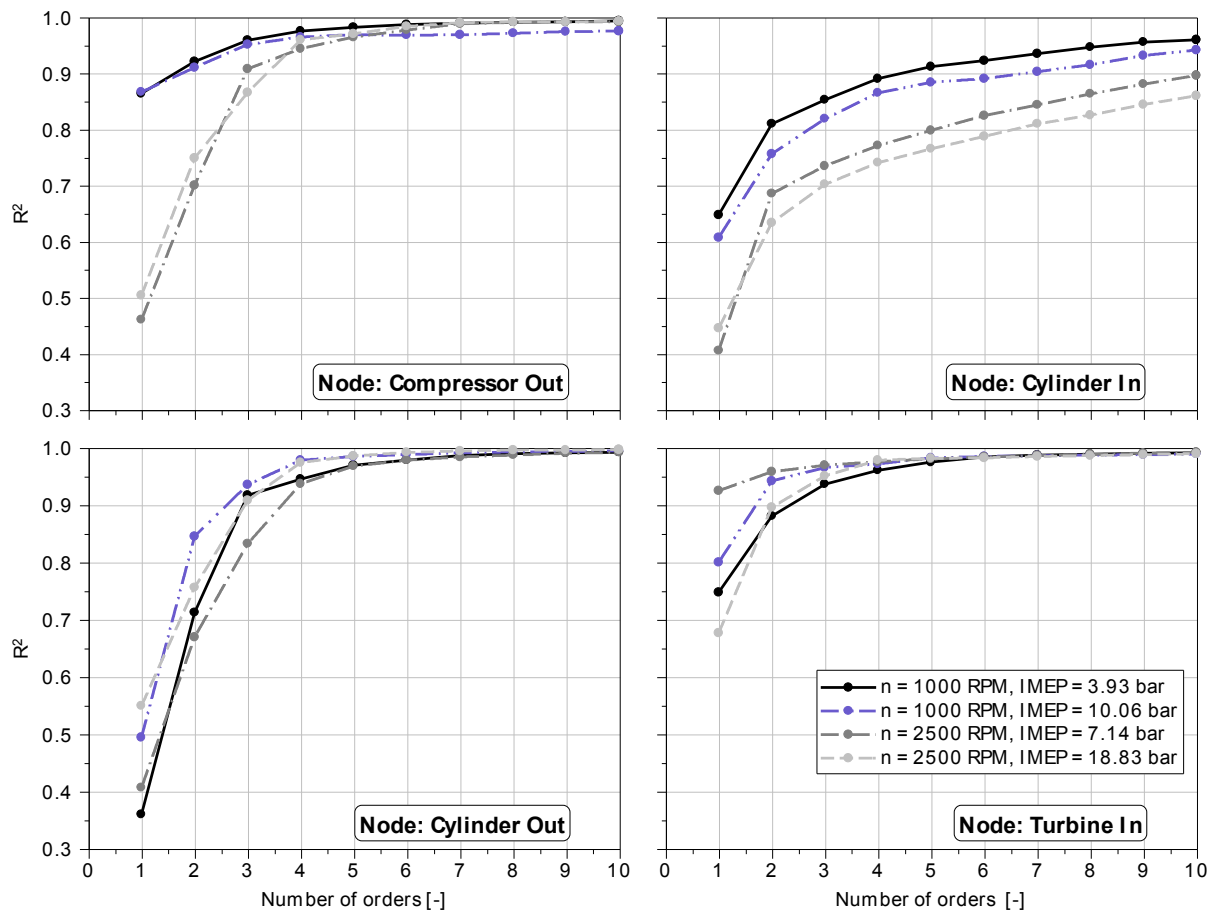 1.0
0.9
0.8
0.7
0.6
0.5
0.4
0.3
R²
Node: Compressor Out
Node: Cylinder In
1.0
0.9
0.8
0.7
0.6
0.5
0.4
0.3
R²
Node: Cylinder Out
n = 1000 RPM, IMEP = 3.93 bar
n = 1000 RPM, IMEP = 10.06 bar
n = 2500 RPM, IMEP = 7.14 bar
n = 2500 RPM, IMEP = 18.83 bar
Node: Turbine In
0 1 2 3 4 5 6 7 8 9 10
Number of orders [-]
0 1 2 3 4 5 6 7 8 9 10
Number of orders [-]